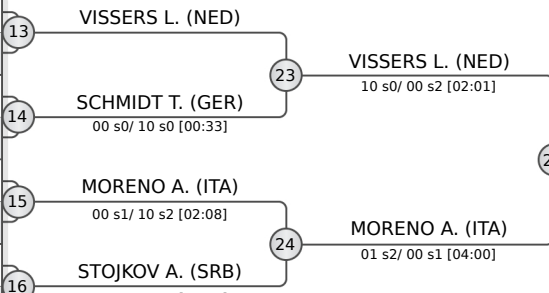 VISSERS L. (NED)
13
23
VISSERS L. (NED)
10 s0/ 00 s2 [02:01]
SCHMIDT T. (GER)
14
00 s0/ 10 s0 [00:33]
MORENO A. (ITA)
15
00 s1/ 10 s2 [02:08]
24
MORENO A. (ITA)
01 s2/ 00 s1 [04:00]
STOJKOV A. (SRB)
16